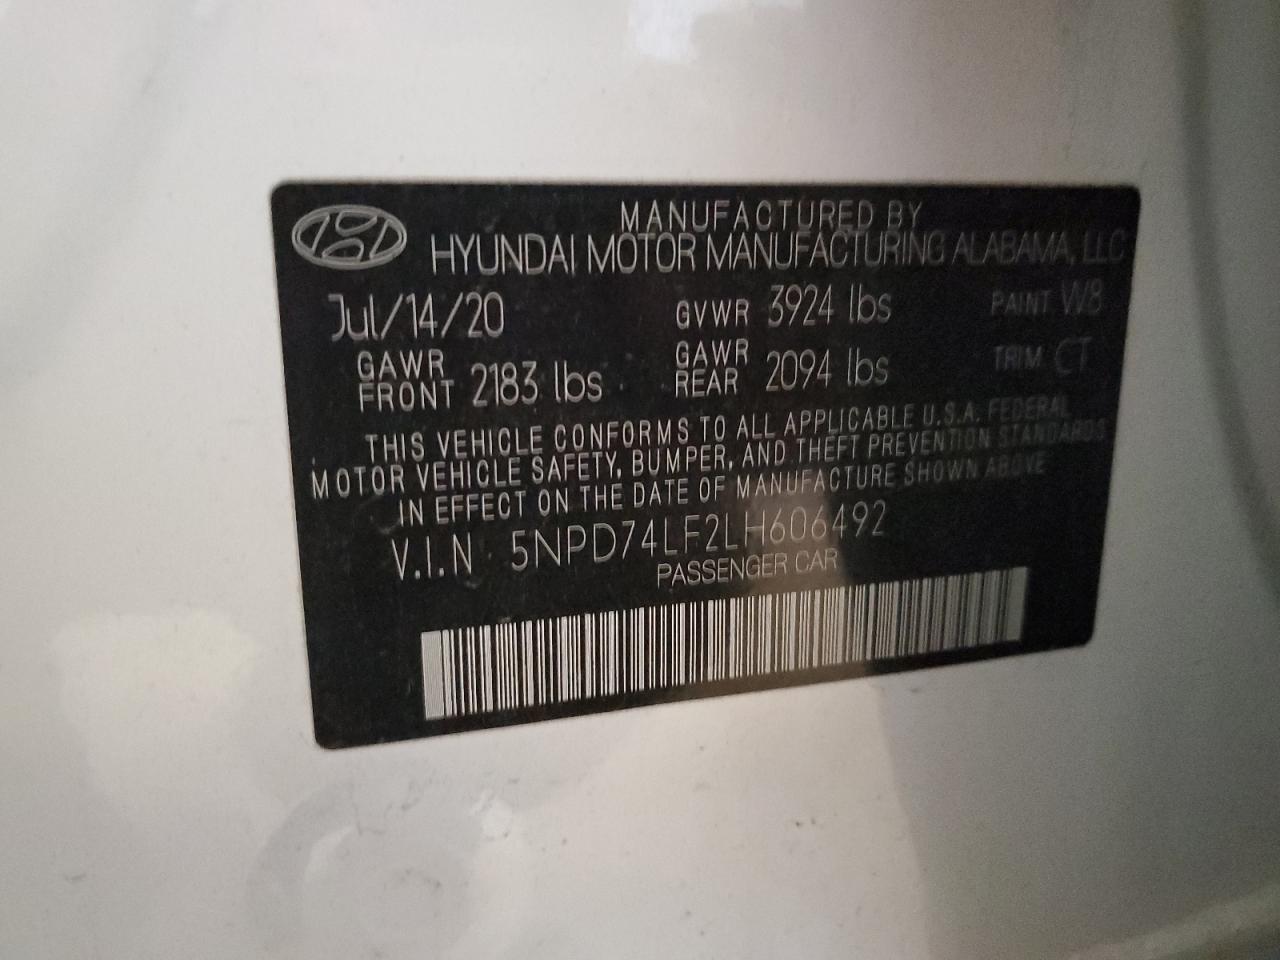 MANUFACTURED BY
HYUNDAI MOTOR MANUFACTURING ALABAMA, LLC
Jul/14/20 GVWR 3924 lbs PAINT W8
GAWR FRONT 2183 lbs GAWR REAR 2094 lbs TRIM CT
THIS VEHICLE CONFORMS TO ALL APPLICABLE U.S.A. FEDERAL
MOTOR VEHICLE SAFETY, BUMPER, AND THEFT PREVENTION STANDARDS
IN EFFECT ON THE DATE OF MANUFACTURE SHOWN ABOVE
V.I.N 5NPD74LF2LH606492
PASSENGER CAR